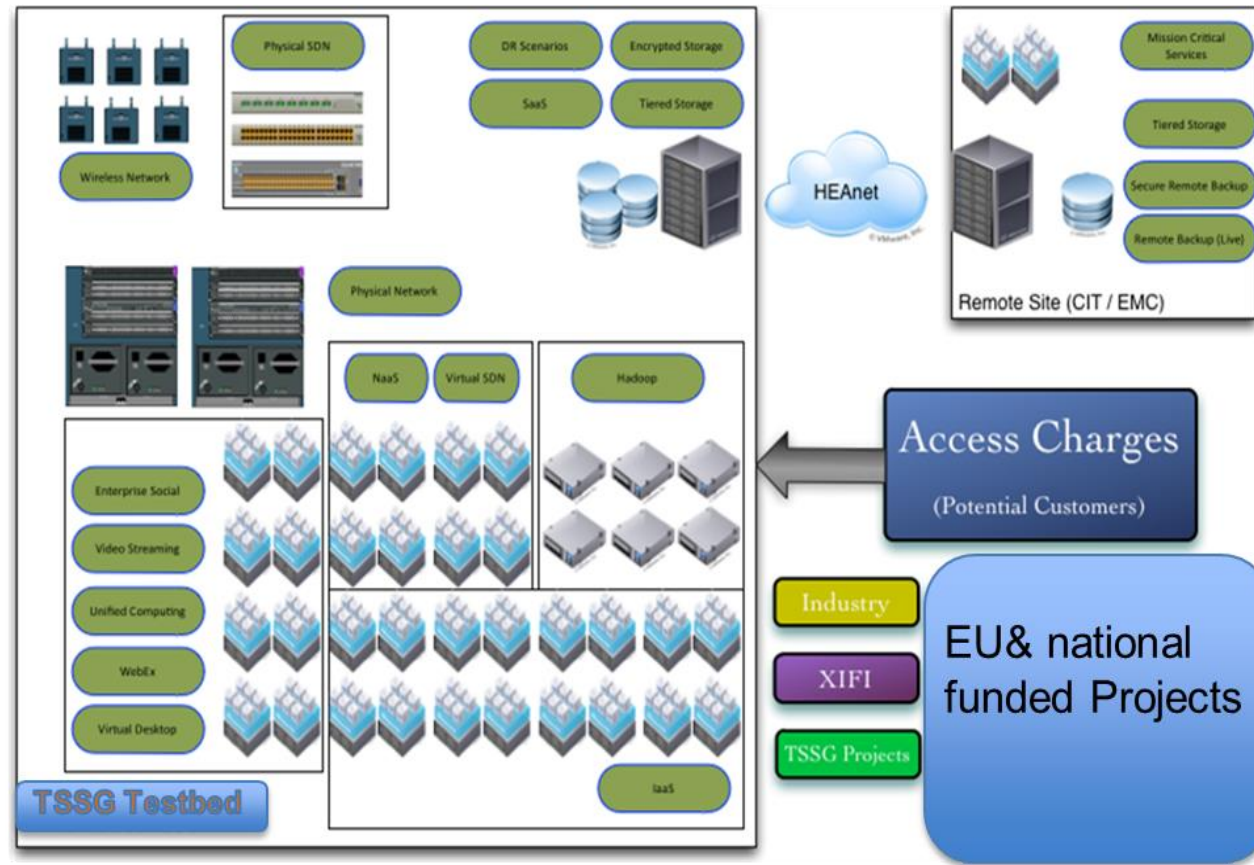 Physical SDN
DR Scenarios
Encrypted Storage
SaaS
Tiered Storage
Wireless Network
HEAnet
© VMware, Inc.
Mission Critical
Services
Tiered Storage
Secure Remote Backup
Remote Backup (Live)
Remote Site (CIT / EMC)
Physical Network
NaaS
Virtual SDN
Hadoop
Enterprise Social
Video Streaming
Unified Computing
WebEx
Virtual Desktop
IaaS
TSSG Testbed
Access Charges
(Potential Customers)
Industry
XIFI
TSSG Projects
EU& national
funded Projects